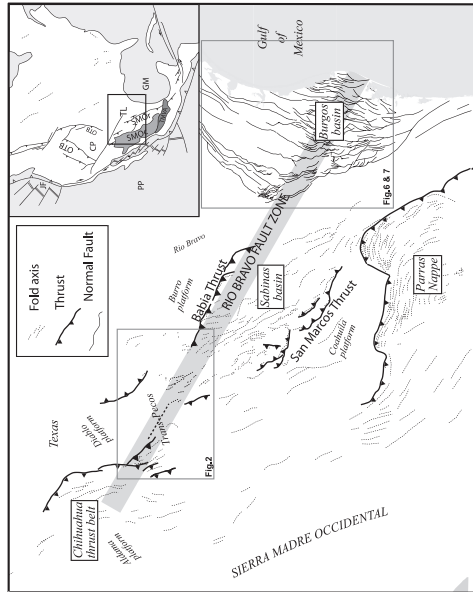 Fold axis
Thrust
Normal Fault
OTB
CP
OTB
TL
SMOr
SMOc
GM
PP
Gulf
of
Mexico
Burgos
basin
Fig.6 & 7
Texas
Diablo
platform
Chihuahua
thrust belt
Aldama
platform
Trans-Pecos
Fig.2
Burro
platform
Rio Bravo
Babia Thrust
RIO BRAVO FAULT ZONE
Sabinas
basin
San Marcos Thrust
Coahuila
platform
Parras
Nappe
SIERRA MADRE OCCIDENTAL